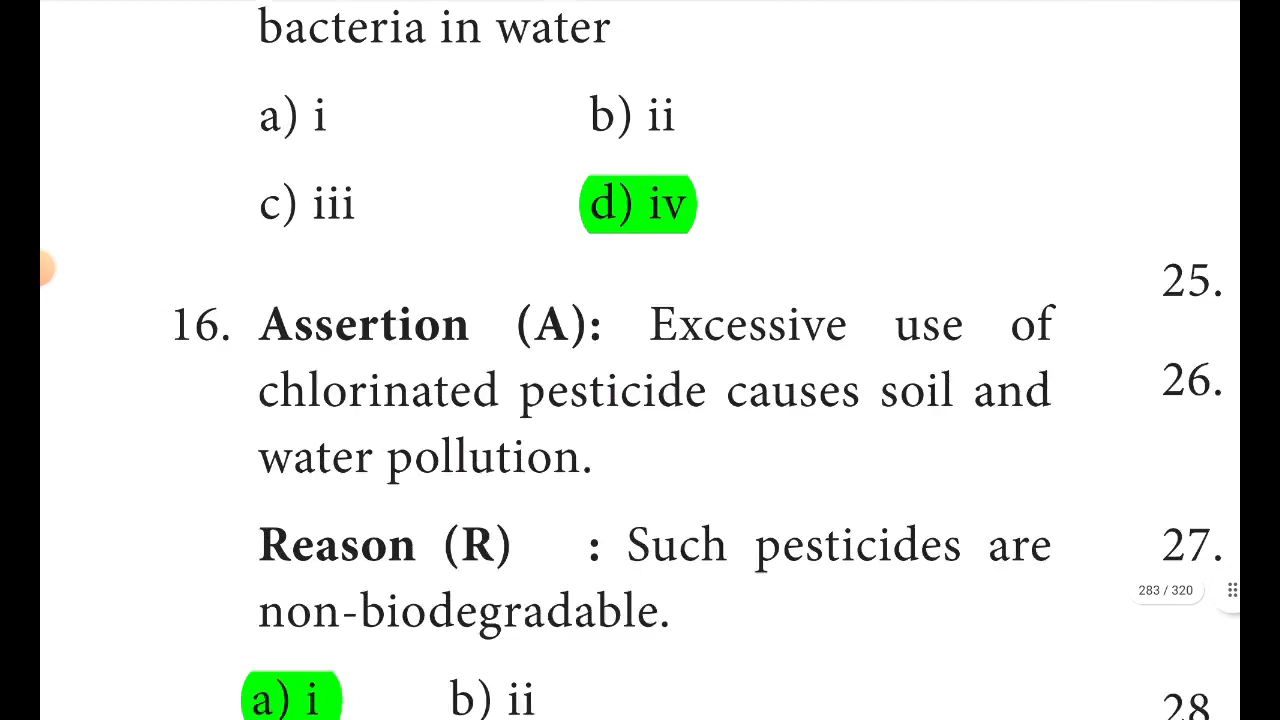 bacteria in water
a) i b) ii
c) iii d) iv
16. Assertion (A): Excessive use of
chlorinated pesticide causes soil and
water pollution.
Reason (R) : Such pesticides are
non-biodegradable.
a) i b) ii
25.
26.
27.
283 / 320
28